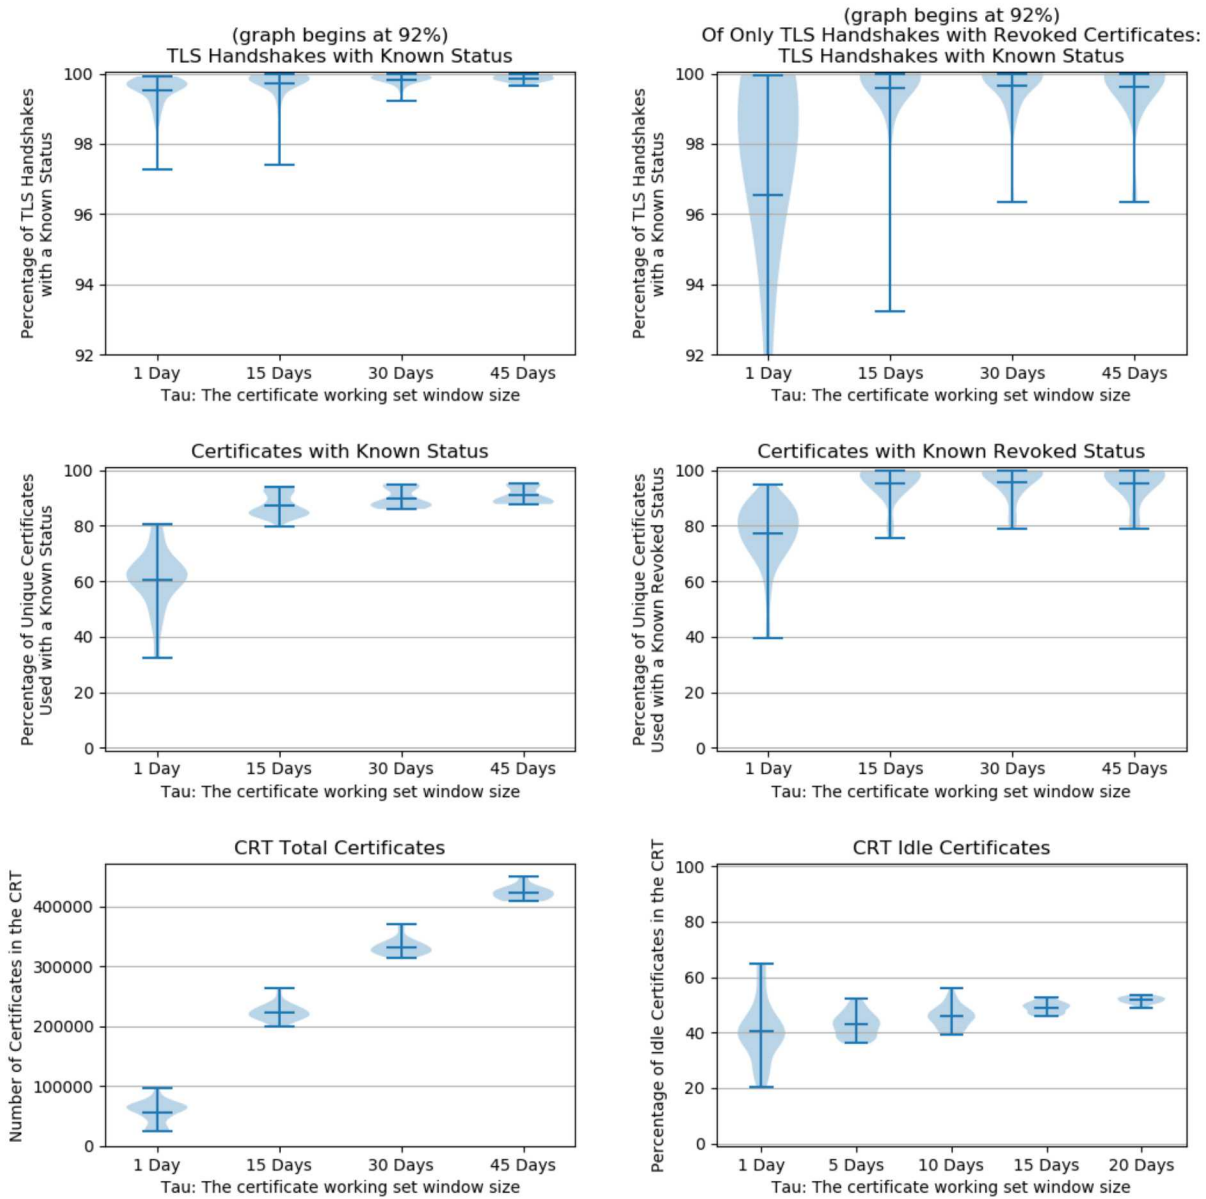 (graph begins at 92%)
TLS Handshakes with Known Status
Percentage of TLS Handshakes
with a Known Status
100
98
96
94
92
1 Day 15 Days 30 Days 45 Days
Tau: The certificate working set window size
(graph begins at 92%)
Of Only TLS Handshakes with Revoked Certificates:
TLS Handshakes with Known Status
Percentage of TLS Handshakes
with a Known Status
100
98
96
94
92
1 Day 15 Days 30 Days 45 Days
Tau: The certificate working set window size
Certificates with Known Status
Percentage of Unique Certificates
Used with a Known Status
100
80
60
40
20
0
1 Day 15 Days 30 Days 45 Days
Tau: The certificate working set window size
Certificates with Known Revoked Status
Percentage of Unique Certificates
Used with a Known Revoked Status
100
80
60
40
20
0
1 Day 15 Days 30 Days 45 Days
Tau: The certificate working set window size
CRT Total Certificates
Number of Certificates in the CRT
400000
300000
200000
100000
0
1 Day 15 Days 30 Days 45 Days
Tau: The certificate working set window size
CRT Idle Certificates
Percentage of Idle Certificates in the CRT
100
80
60
40
20
0
1 Day 5 Days 10 Days 15 Days 20 Days
Tau: The certificate working set window size